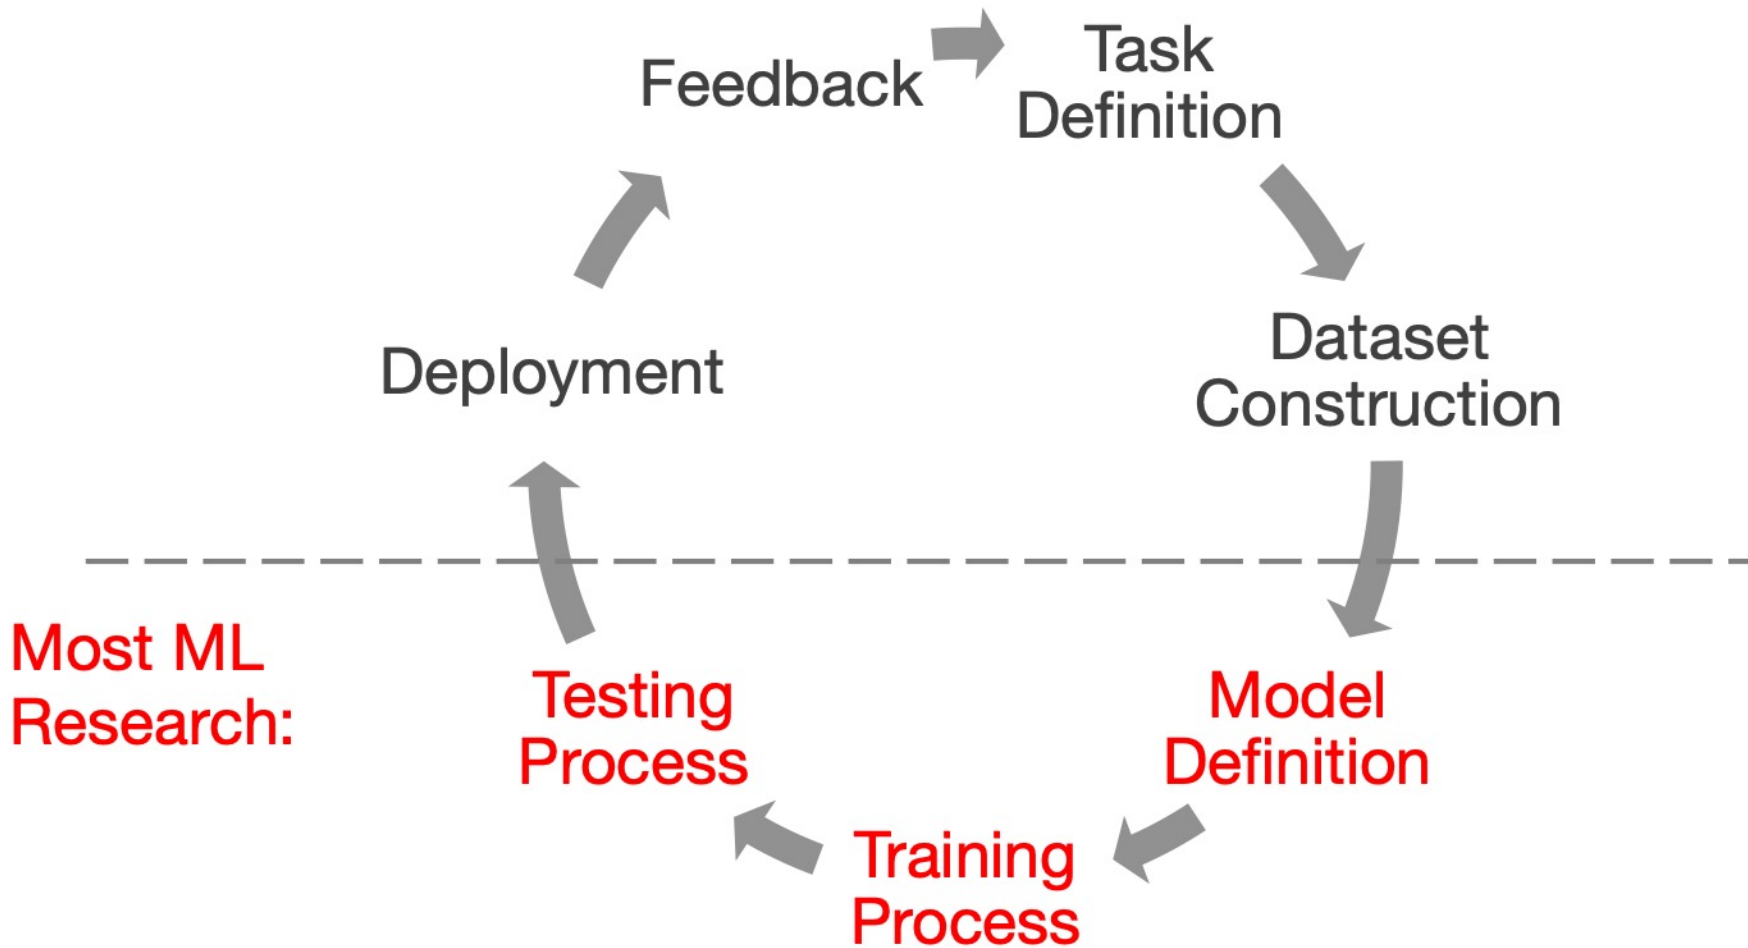 Feedback
Task
Definition
Deployment
Dataset
Construction
Most ML
Research:
Testing
Process
Model
Definition
Training
Process